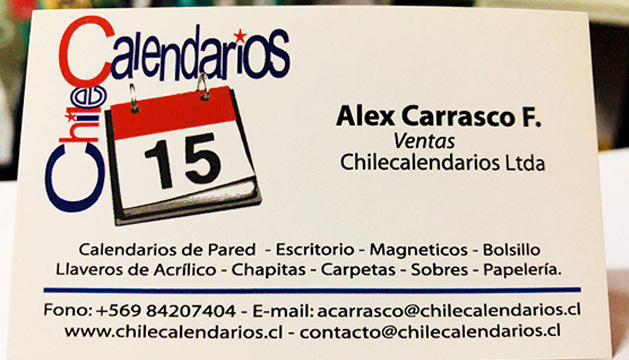 ChileCalendarios
15
Alex Carrasco F.
Ventas
Chilecalendarios Ltda
Calendarios de Pared - Escritorio - Magneticos - Bolsillo
Llaveros de Acrílico - Chapitas - Carpetas - Sobres - Papelería.
Fono: +569 84207404 - E-mail: acarrasco@chilecalendarios.cl
www.chilecalendarios.cl - contacto@chilecalendarios.cl